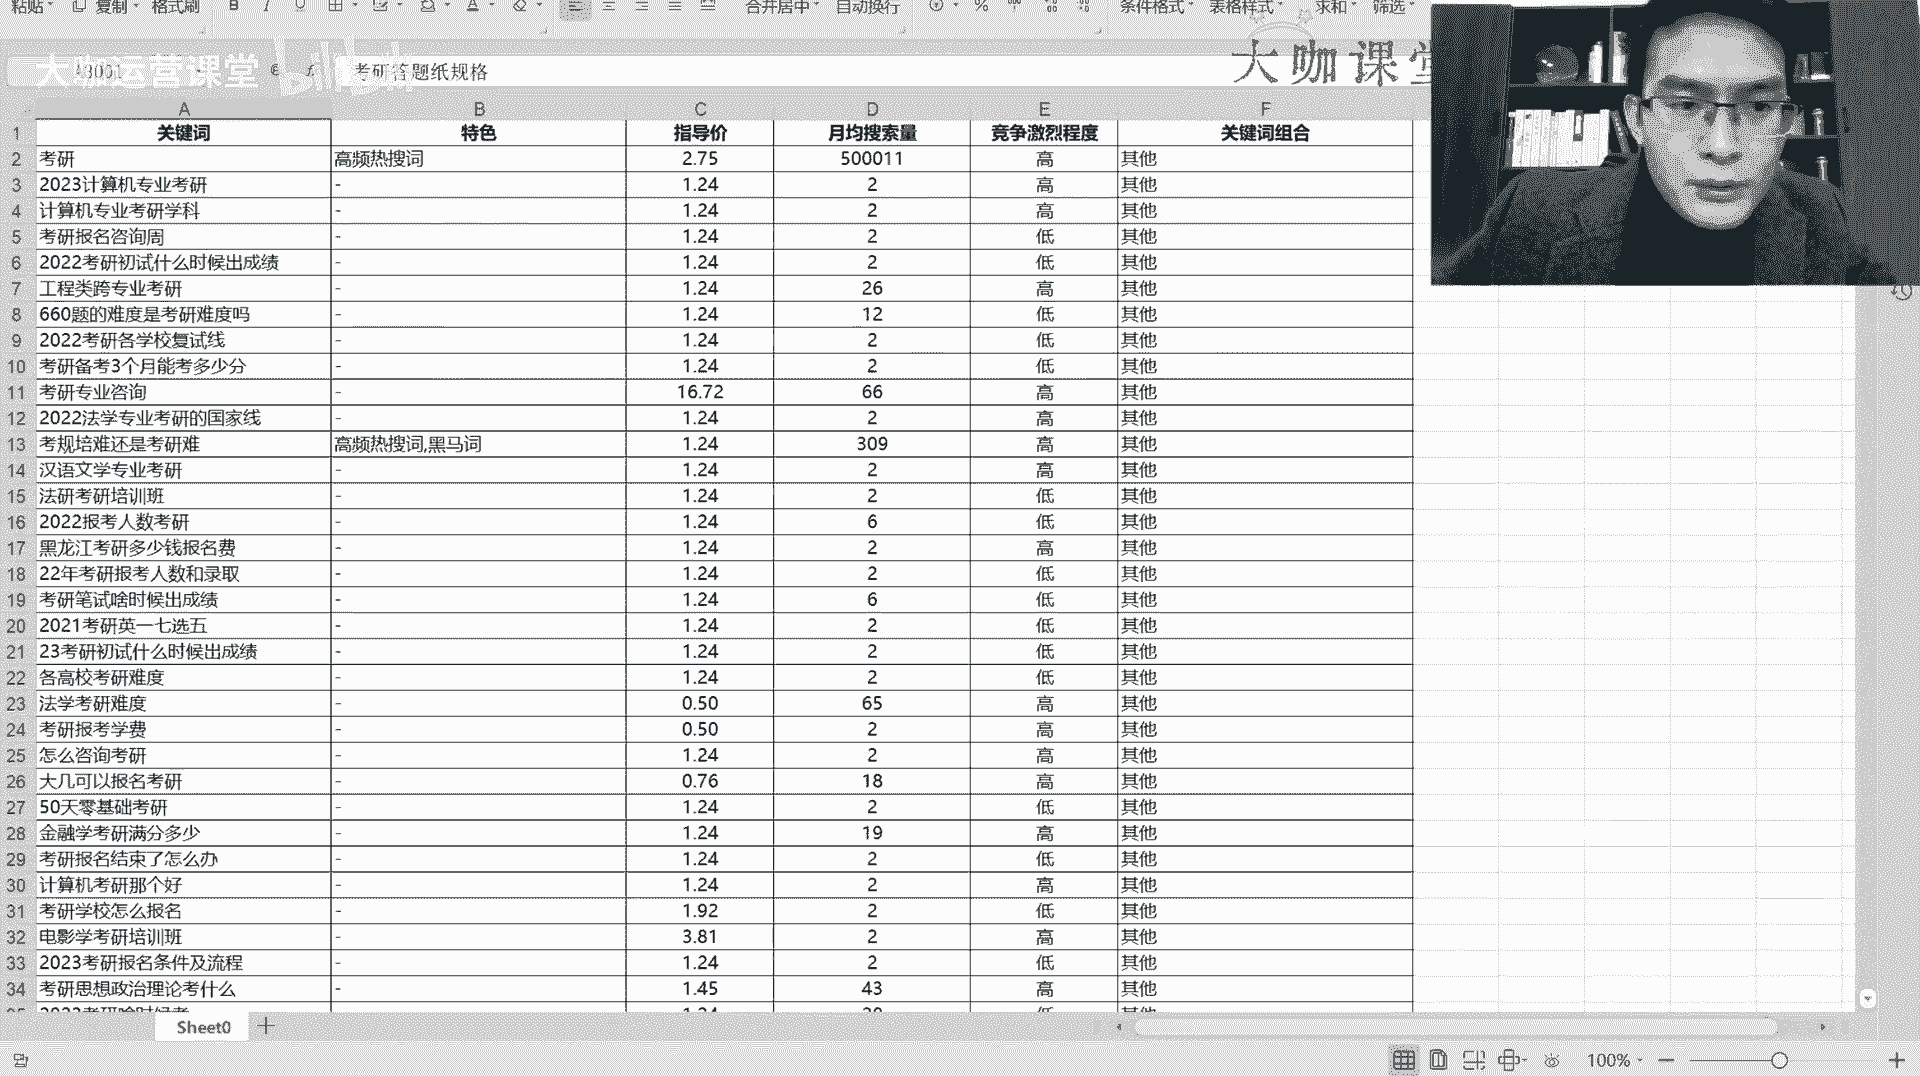 粘贴 复制 格式刷 B I U A 合并居中 自动换行 % 条件格式 表格样式 求和 筛选
大咖运营课堂 bilibili 考研答题纸规格 大咖课堂
A B C D E F
1 关键词 特色 指导价 月均搜索量 竞争激烈程度 关键词组合
2 考研 高频热搜词 2.75 500011 高 其他
3 2023计算机专业考研 - 1.24 2 高 其他
4 计算机专业考研学科 - 1.24 2 高 其他
5 考研报名咨询周 - 1.24 2 低 其他
6 2022考研初试什么时候出成绩 - 1.24 2 低 其他
7 工程类跨专业考研 - 1.24 26 高 其他
8 660题的难度是考研难度吗 - 1.24 12 低 其他
9 2022考研各学校复试线 - 1.24 2 低 其他
10 考研备考3个月能考多少分 - 1.24 2 低 其他
11 考研专业咨询 - 16.72 66 高 其他
12 2022法学专业考研的国家线 - 1.24 2 高 其他
13 考规培难还是考研难 高频热搜词,黑马词 1.24 309 高 其他
14 汉语文学专业考研 - 1.24 2 高 其他
15 法研考研培训班 - 1.24 2 低 其他
16 2022报考人数考研 - 1.24 6 低 其他
17 黑龙江考研多少钱报名费 - 1.24 2 高 其他
18 22年考研报考人数和录取 - 1.24 2 低 其他
19 考研笔试啥时候出成绩 - 1.24 6 低 其他
20 2021考研英一七选五 - 1.24 2 低 其他
21 23考研初试什么时候出成绩 - 1.24 2 低 其他
22 各高校考研难度 - 1.24 2 低 其他
23 法学考研难度 - 0.50 65 高 其他
24 考研报考学费 - 0.50 2 高 其他
25 怎么咨询考研 - 1.24 2 高 其他
26 大几可以报名考研 - 0.76 18 高 其他
27 50天零基础考研 - 1.24 2 低 其他
28 金融学考研满分多少 - 1.24 19 高 其他
29 考研报名结束了怎么办 - 1.24 2 低 其他
30 计算机考研那个好 - 1.24 2 高 其他
31 考研学校怎么报名 - 1.92 2 低 其他
32 电影学考研培训班 - 3.81 2 高 其他
33 2023考研报名条件及流程 - 1.24 2 低 其他
34 考研思想政治理论考什么 - 1.45 43 高 其他
Sheet0
100%